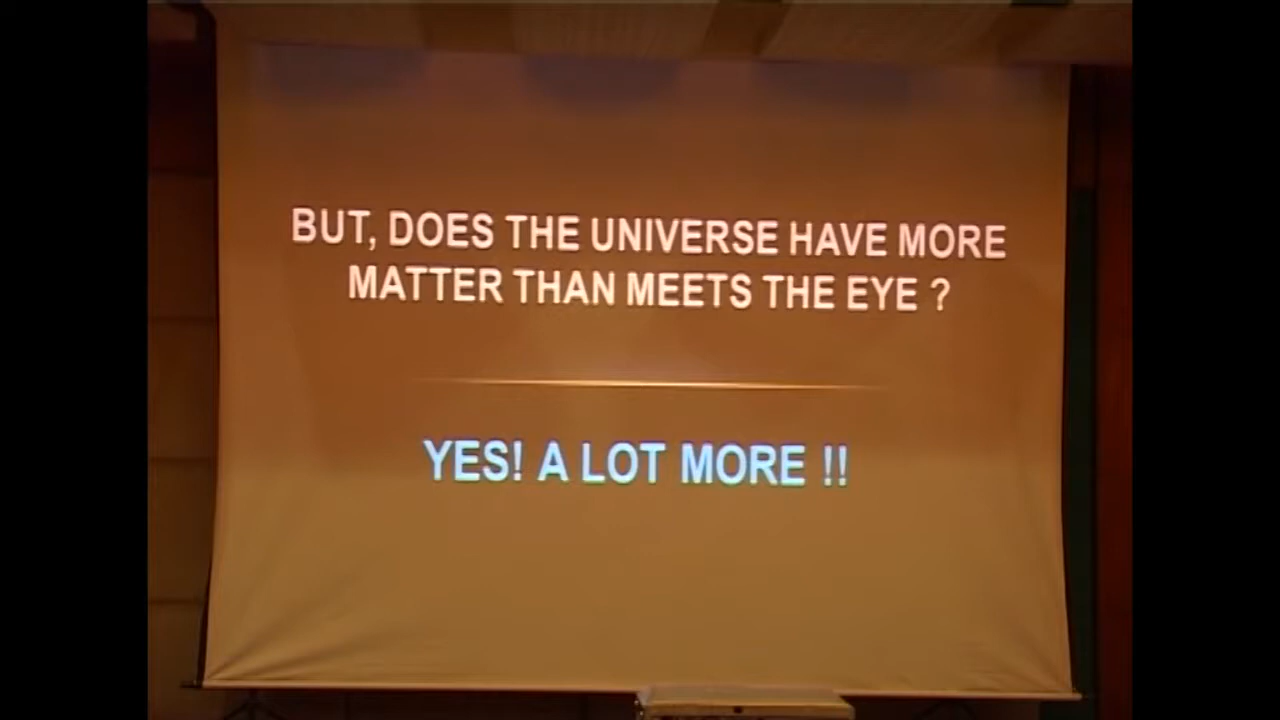 BUT, DOES THE UNIVERSE HAVE MORE
MATTER THAN MEETS THE EYE ?
YES! A LOT MORE !!